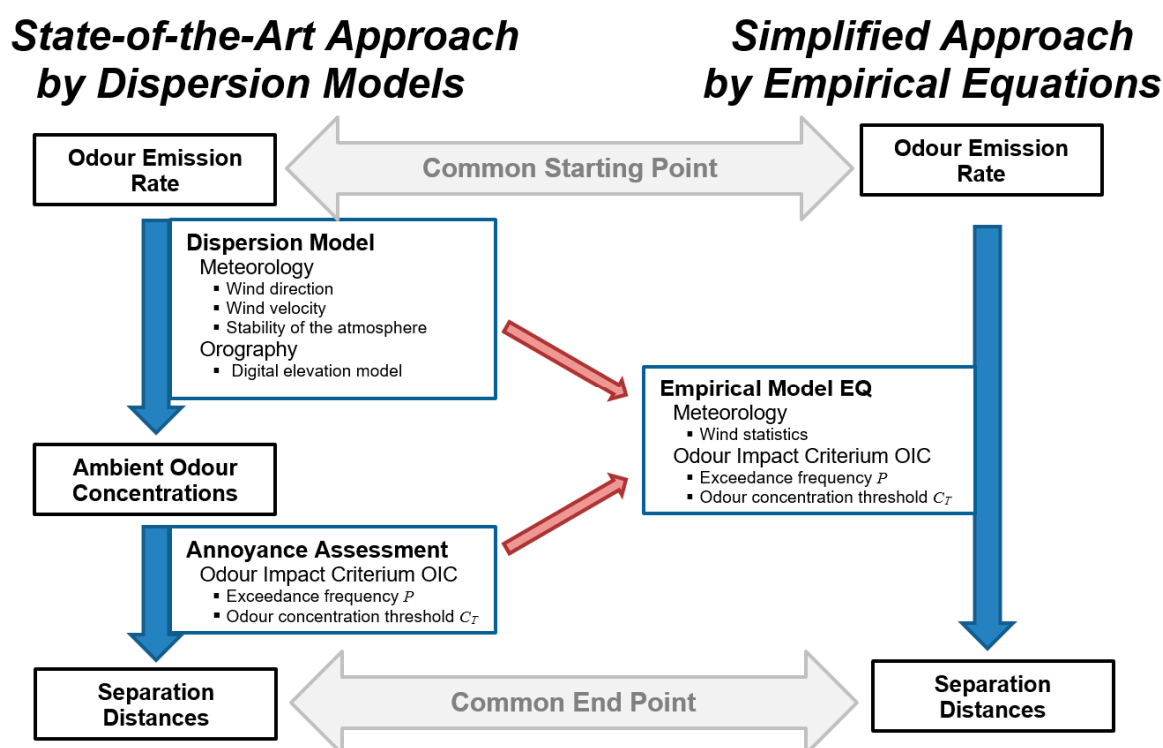 State-of-the-Art Approach
by Dispersion Models
Simplified Approach
by Empirical Equations
Odour Emission
Rate
Common Starting Point
Odour Emission
Rate
Dispersion Model
Meteorology
▪ Wind direction
▪ Wind velocity
▪ Stability of the atmosphere
Orography
▪ Digital elevation model
Empirical Model EQ
Meteorology
▪ Wind statistics
Odour Impact Criterium OIC
▪ Exceedance frequency P
▪ Odour concentration threshold C_T
Ambient Odour
Concentrations
Annoyance Assessment
Odour Impact Criterium OIC
▪ Exceedance frequency P
▪ Odour concentration threshold C_T
Separation
Distances
Common End Point
Separation
Distances